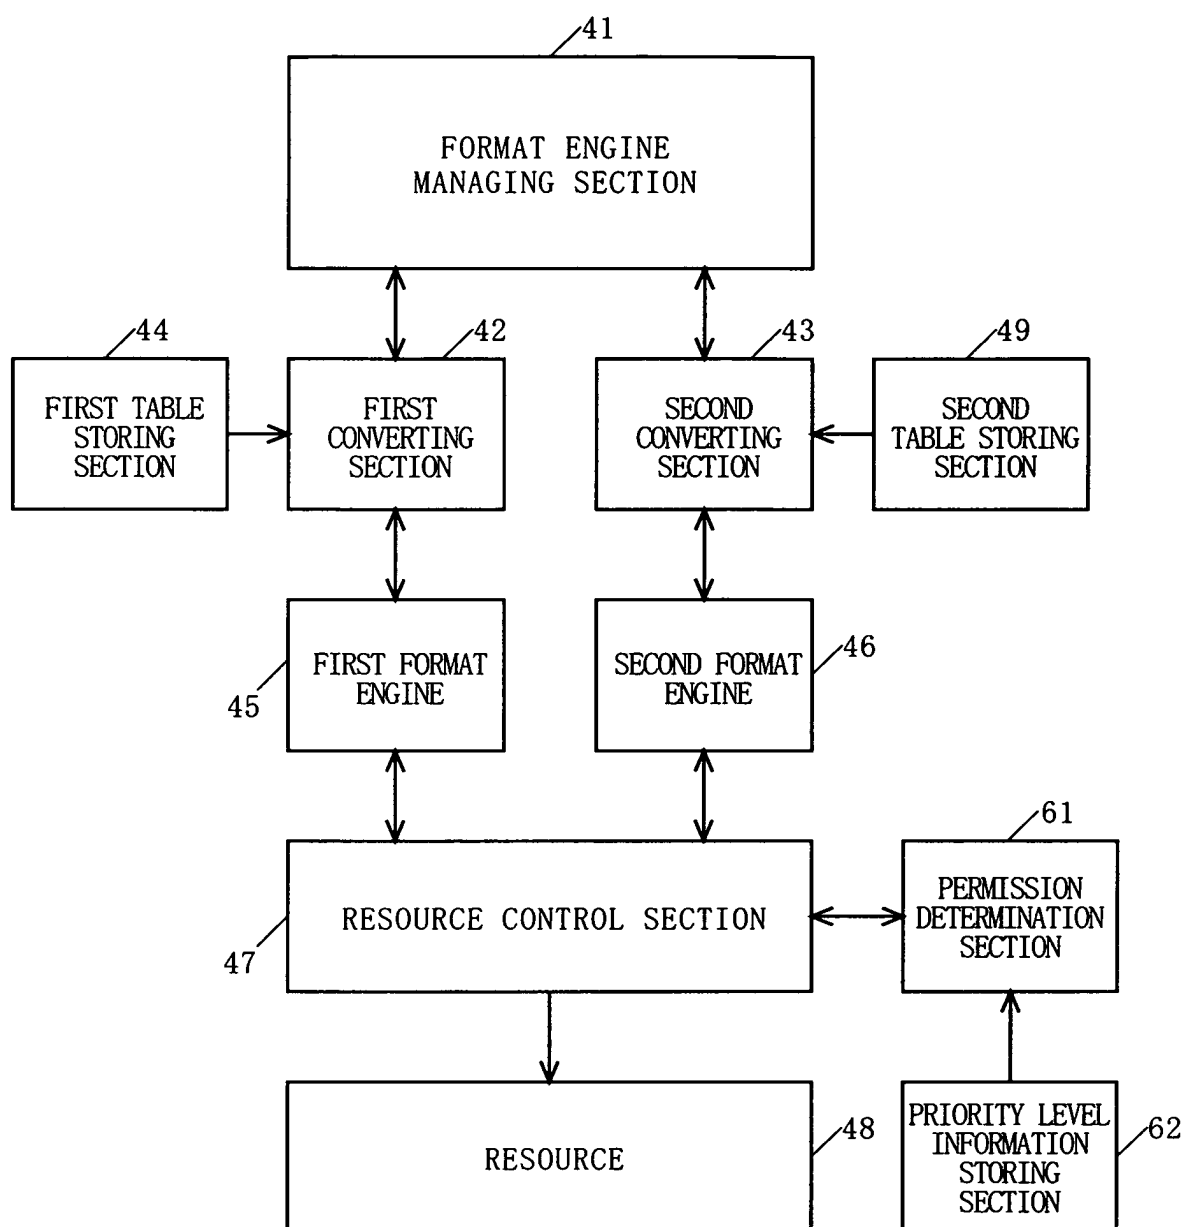 41
FORMAT ENGINE
MANAGING SECTION
44
42
43
49
FIRST TABLE
STORING
SECTION
FIRST
CONVERTING
SECTION
SECOND
CONVERTING
SECTION
SECOND
TABLE STORING
SECTION
FIRST FORMAT
ENGINE
45
SECOND FORMAT
ENGINE
46
61
RESOURCE CONTROL SECTION
47
PERMISSION
DETERMINATION
SECTION
RESOURCE
48
PRIORITY LEVEL
INFORMATION
STORING
SECTION
62